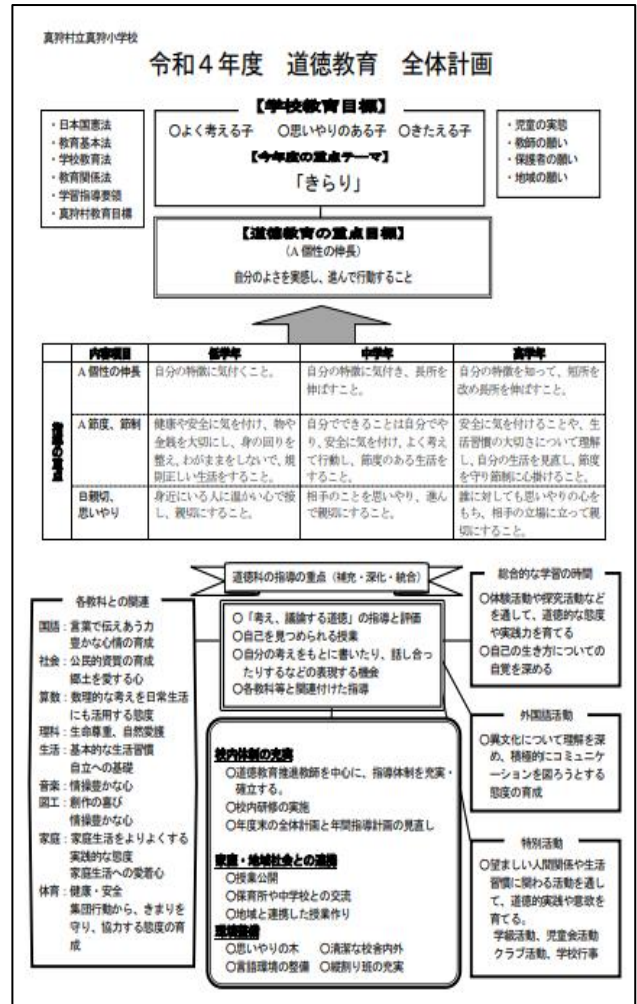 真狩村立真狩小学校
令和4年度　道徳教育　全体計画
・日本国憲法
・教育基本法
・学校教育法
・教育関係法
・学習指導要領
・真狩村教育目標
【学校教育目標】
○よく考える子　○思いやりのある子　○きたえる子
【今年度の重点テーマ】
「きらり」
・児童の実態
・教師の願い
・保護者の願い
・地域の願い
【道徳教育の重点目標】
(A 個性の伸長)
自分のよさを実感し、進んで行動すること
内容項目　低学年　中学年　高学年
指導の重点
A 個性の伸長
自分の特徴に気付くこと。
自分の特徴に気付き、長所を
伸ばすこと。
自分の特徴を知って、短所を
改め長所を伸ばすこと。
A 節度、節制
健康や安全に気を付け、物や
金銭を大切にし、身の回りを
整え、わがままをしないで、規
則正しい生活をすること。
自分でできることは自分でや
り、安全に気を付け、よく考え
て行動し、節度のある生活を
すること。
安全に気を付けることや、生
活習慣の大切さについて理解
し、自分の生活を見直し、節度
を守り節制に心掛けること。
B親切、
思いやり
身近にいる人に温かい心で接
し、親切にすること。
相手のことを思いやり、進ん
で親切にすること。
誰に対しても思いやりの心を
もち、相手の立場に立って親
切にすること。
道徳科の指導の重点（補充・深化・統合）
○「考え、議論する道徳」の指導と評価
○自己を見つめられる授業
○自分の考えをもとに書いたり、話し合っ
たりするなどの表現する機会
○各教科等と関連付けた指導
各教科との関連
国語：言葉で伝えあう力
豊かな心情の育成
社会：公民的資質の育成
郷土を愛する心
算数：数理的な考えを日常生活
にも活用する態度
理科：生命尊重、自然愛護
生活：基本的な生活習慣
自立への基礎
音楽：情操豊かな心
図工：創作の喜び
情操豊かな心
家庭：家庭生活をよりよくする
実践的な態度
家庭生活への愛着心
体育：健康・安全
集団行動から、きまりを
守り、協力する態度の育
成
校内体制の充実
○道徳教育推進教師を中心に、指導体制を充実・
確立する。
○校内研修の実施
○年度末の全体計画と年間指導計画の見直し
家庭・地域社会との連携
○授業公開
○保育所や中学校との交流
○地域と連携した授業作り
環境整備
○思いやりの木　○清潔な校舎内外
○言語環境の整備　○縦割り班の充実
総合的な学習の時間
○体験活動や探究活動など
を通して、道徳的な態度
や実践力を育てる
○自己の生き方についての
自覚を深める
外国語活動
○異文化について理解を深
め、積極的にコミュニケ
ーションを図ろうとする
態度の育成
特別活動
○望ましい人間関係や生活
習慣に関わる活動を通し
て、道徳的実践や意欲を
育てる。
学級活動、児童会活動
クラブ活動、学校行事